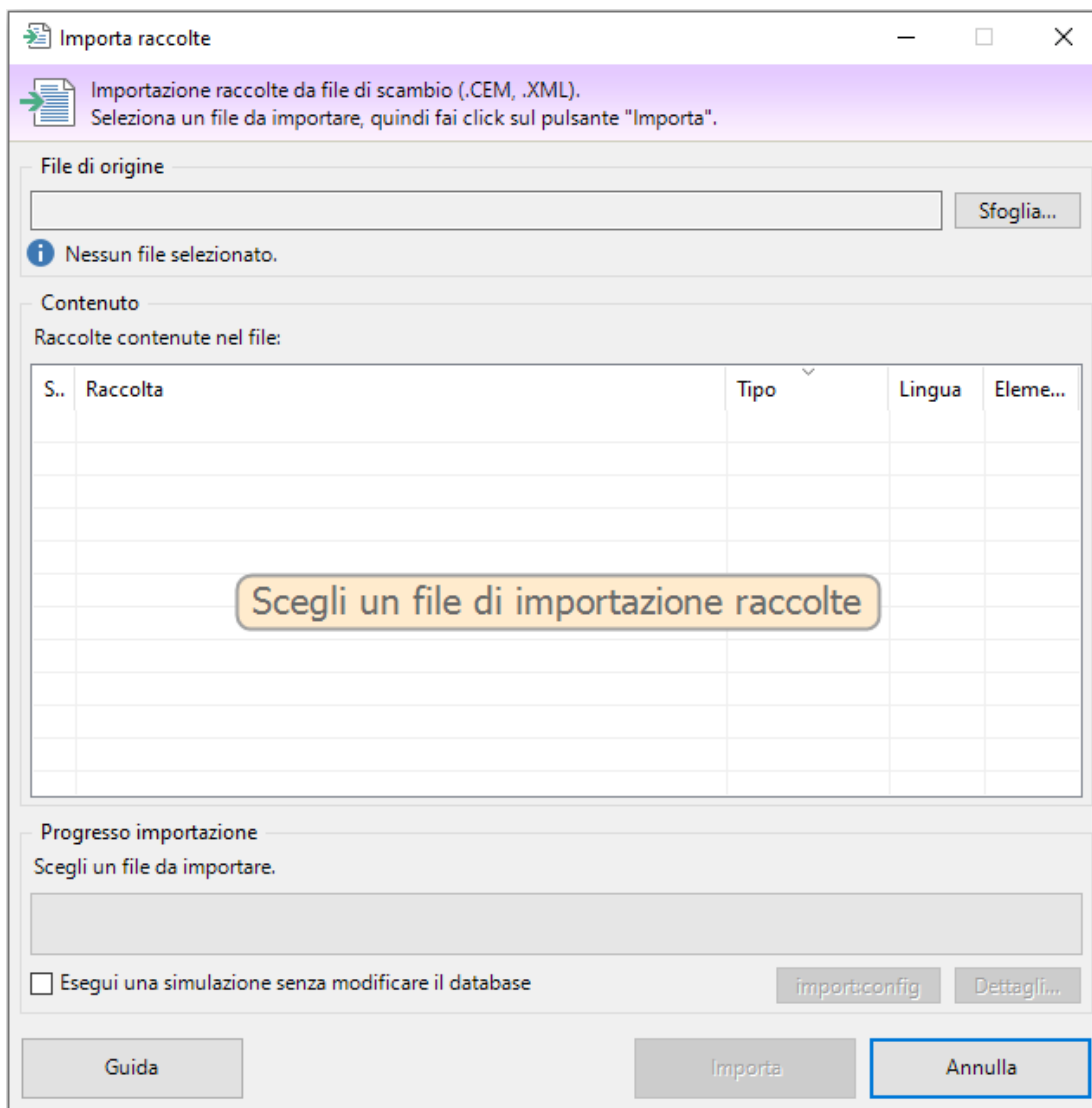 Importa raccolte
Importazione raccolte da file di scambio (.CEM, .XML).
Seleziona un file da importare, quindi fai click sul pulsante "Importa".
File di origine
Sfoglia...
Nessun file selezionato.
Contenuto
Raccolte contenute nel file:
S.. Raccolta Tipo Lingua Eleme...
Scegli un file di importazione raccolte
Progresso importazione
Scegli un file da importare.
Esegui una simulazione senza modificare il database import:config Dettagli...
Guida Importa Annulla